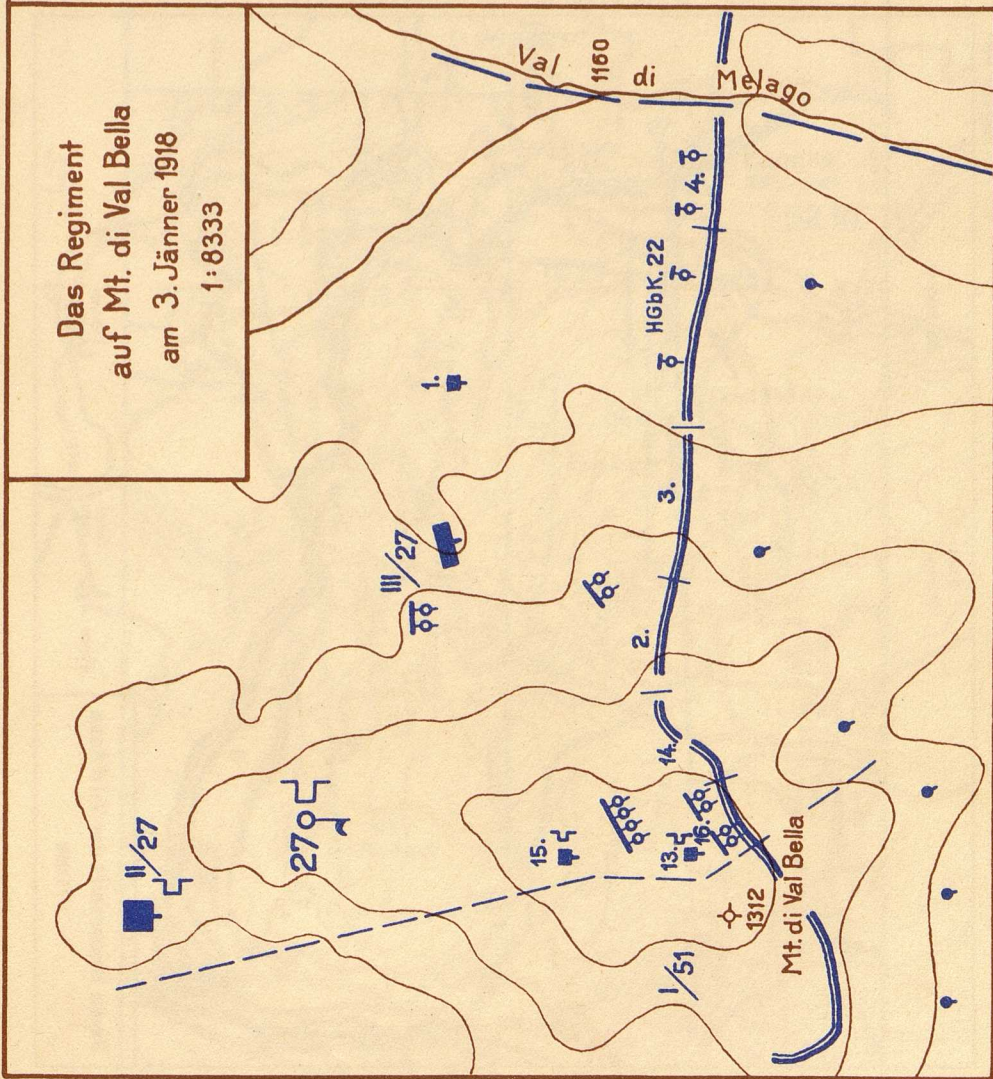 Das Regiment
auf Mt. di Val Bella
am 3. Jänner 1918
1:8333
Val di Melago
1160
4.
HGbK. 22
1.
3.
III/27
2.
14.
27
II/27
15.
13.
16.
1312
Mt. di Val Bella
I/51